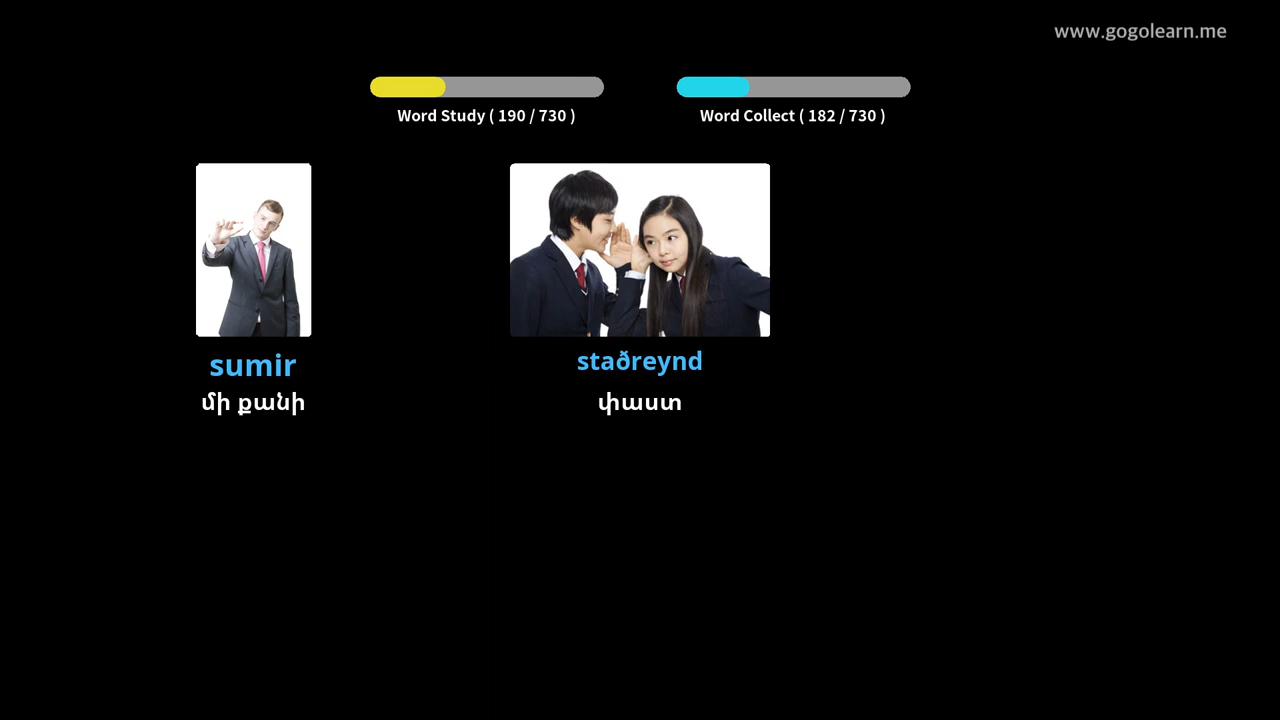 www.gogolearn.me
Word Study ( 190 / 730 )
Word Collect ( 182 / 730 )
sumir
մի քանի
staðreynd
փաստ